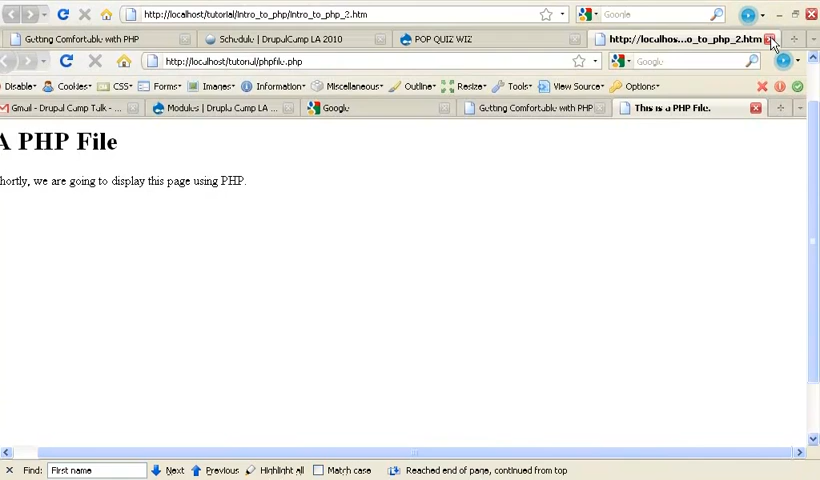 http://localhost/tutorial/intro_to_php/intro_to_php_2.htm
Google
Getting Comfortable with PHP
Schedule | DrupalCamp LA 2010
POP QUIZ WIZ
http://localhos...o_to_php_2.htm
http://localhost/tutorial/phpfile.php
Google
Disable▾ Cookies▾ CSS▾ Forms▾ Images▾ Information▾ Miscellaneous▾ Outline▾ Resize▾ Tools▾ View Source▾ Options▾
Gmail - Drupal Camp Talk - ...
Modules | Drupla Camp LA ...
Google
Getting Comfortable with PHP
This is a PHP File.
A PHP File
hortly, we are going to display this page using PHP.
Find: First name Next Previous Highlight all Match case Reached end of page, continued from top